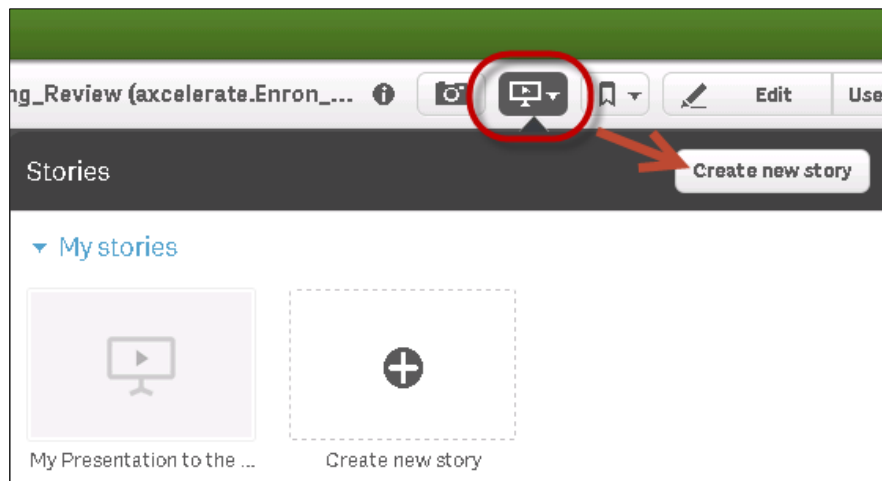 ng_Review (axcelerate.Enron_... Edit Use
Stories Create new story
My stories
My Presentation to the ... Create new story